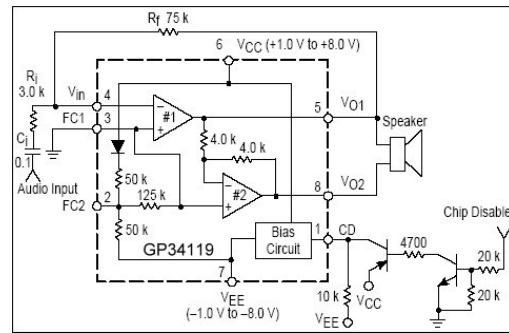 Rf 75 k
6
VCC (+1.0 V to +8.0 V)
Ri
3.0 k
Vin
4
#1
5
VO1
Speaker
FC1
3
4.0 k
4.0 k
Ci
0.1
50 k
Audio Input
125 k
#2
8
VO2
FC2
2
50 k
Bias
Circuit
1
CD
Chip Disable
GP34119
4700
20 k
7
10 k
VCC
20 k
VEE
(−1.0 V to −8.0 V)
VEE